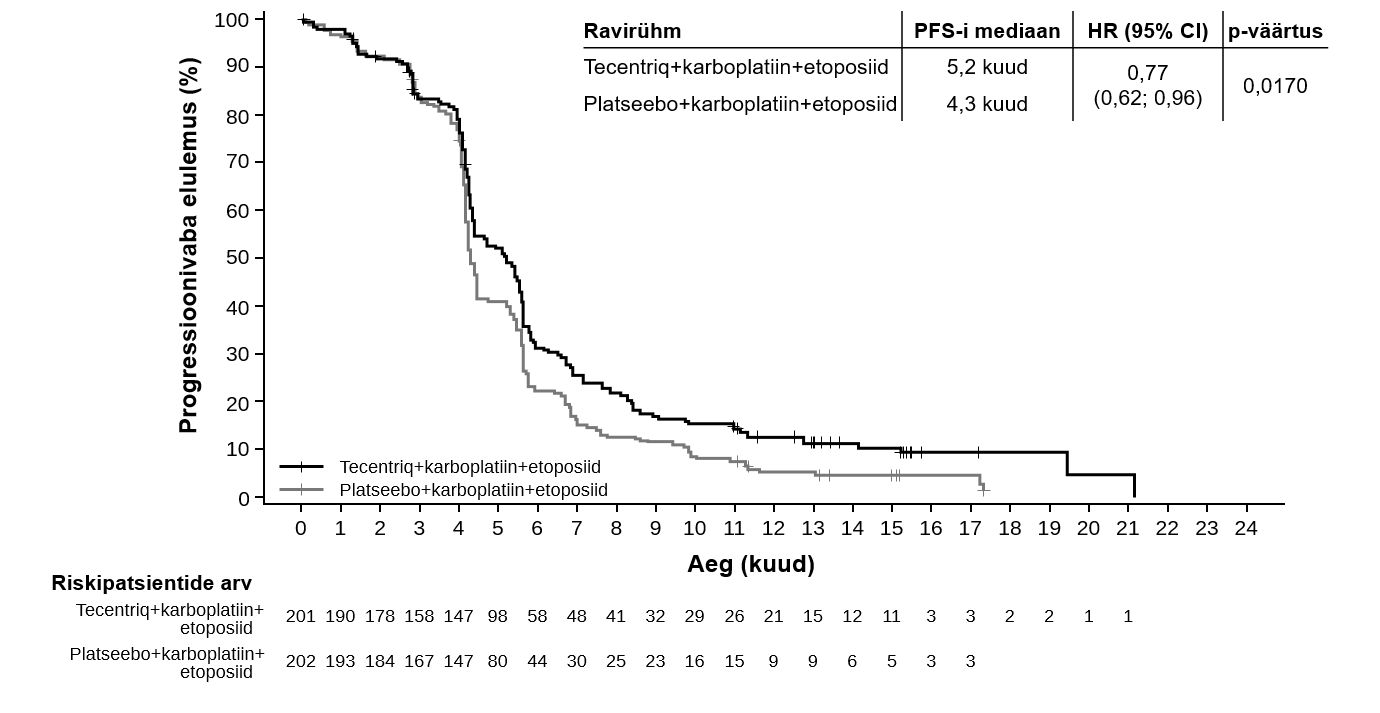 Ravirühm PFS-i mediaan HR (95% CI) p-väärtus
Tecentriq+karboplatiin+etoposiid 5,2 kuud 0,77
(0,62; 0,96) 0,0170
Platseebo+karboplatiin+etoposiid 4,3 kuud
Progressioonivaba elulemus (%)
100
90
80
70
60
50
40
30
20
10
0
Tecentriq+karboplatiin+etoposiid
Platseebo+karboplatiin+etoposiid
0 1 2 3 4 5 6 7 8 9 10 11 12 13 14 15 16 17 18 19 20 21 22 23 24
Aeg (kuud)
Riskipatsientide arv
Tecentriq+karboplatiin+
etoposiid
201 190 178 158 147 98 58 48 41 32 29 26 21 15 12 11 3 3 2 2 1 1
Platseebo+karboplatiin+
etoposiid
202 193 184 167 147 80 44 30 25 23 16 15 9 9 6 5 3 3